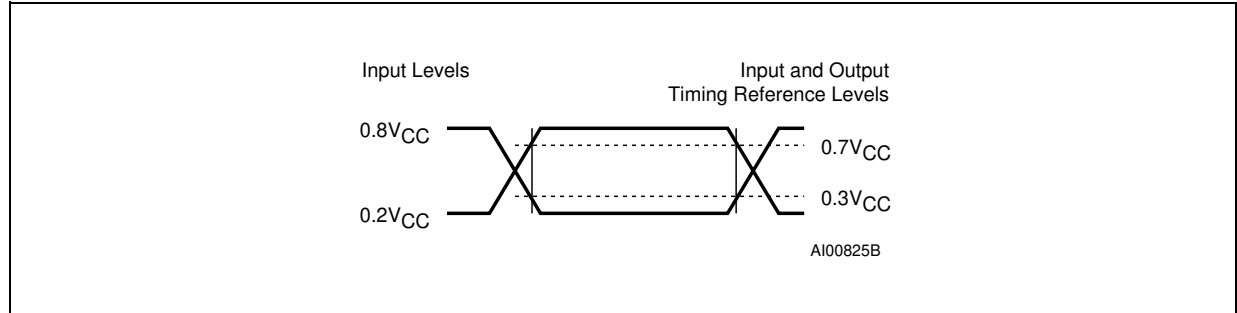 Input Levels
Input and Output
Timing Reference Levels
0.8VCC
0.7VCC
0.3VCC
0.2VCC
AI00825B